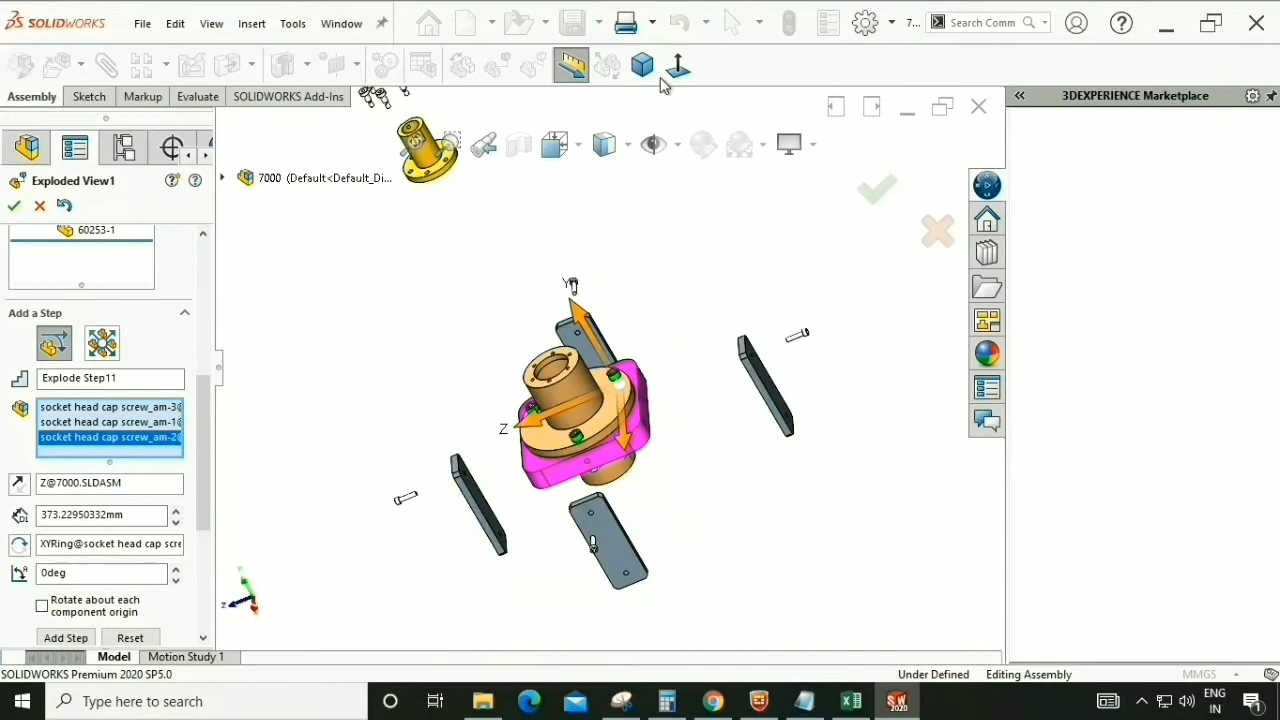 SOLIDWORKS File Edit View Insert Tools Window 7... Search Comm
Assembly Sketch Markup Evaluate SOLIDWORKS Add-Ins 3DEXPERIENCE Marketplace
Exploded View1
7000 (Default<Default_Di...
60253-1
Add a Step
Explode Step11
socket head cap screw_am-3@
socket head cap screw_am-1@
socket head cap screw_am-2@
Z@7000.SLDASM
373.22950332mm
XYRing@socket head cap scre
0deg
Rotate about each
component origin
Add Step Reset
Y
Z
Model Motion Study 1
SOLIDWORKS Premium 2020 SP5.0 Under Defined Editing Assembly MMGS
Type here to search ENG
IN